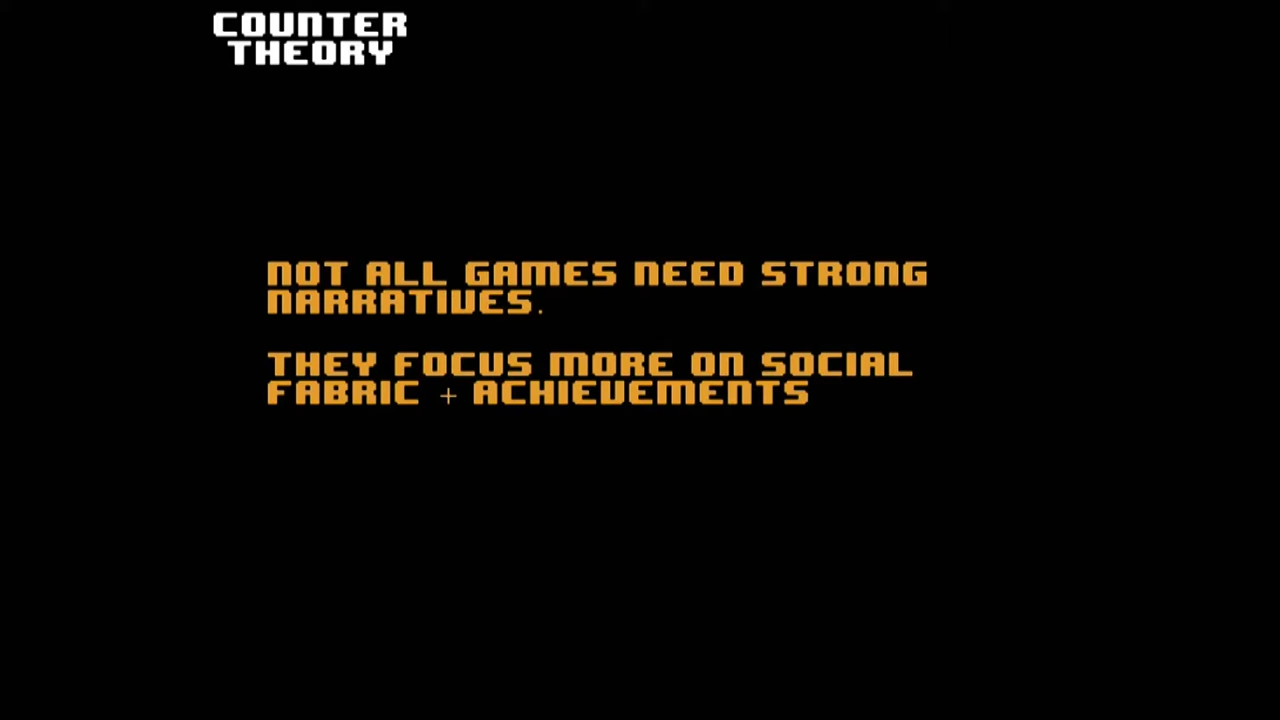 COUNTER
THEORY
NOT ALL GAMES NEED STRONG
NARRATIVES.
THEY FOCUS MORE ON SOCIAL
FABRIC + ACHIEVEMENTS